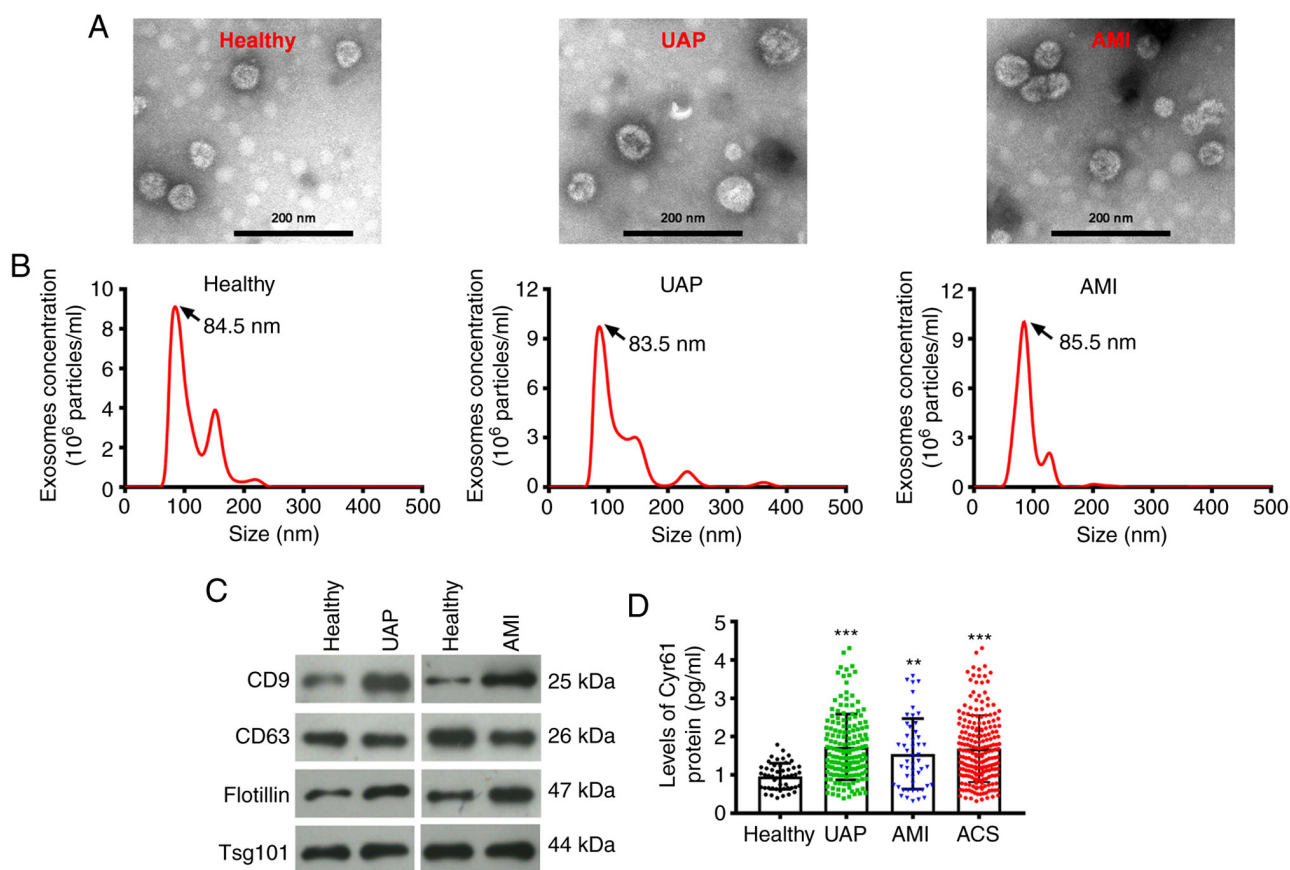 A
Healthy
UAP
AMI
200 nm
200 nm
200 nm
B
Healthy
Exosomes concentration
(10⁶ particles/ml)
10
8
6
4
2
0
84.5 nm
0 100 200 300 400 500
Size (nm)
UAP
Exosomes concentration
(10⁶ particles/ml)
12
9
6
3
0
83.5 nm
0 100 200 300 400 500
Size (nm)
AMI
Exosomes concentration
(10⁶ particles/ml)
12
9
6
3
0
85.5 nm
0 100 200 300 400 500
Size (nm)
C
Healthy
UAP
Healthy
AMI
CD9 25 kDa
CD63 26 kDa
Flotillin 47 kDa
Tsg101 44 kDa
D
Levels of Cyr61
protein (pg/ml)
5
4
3
2
1
0
***
**
***
Healthy UAP AMI ACS